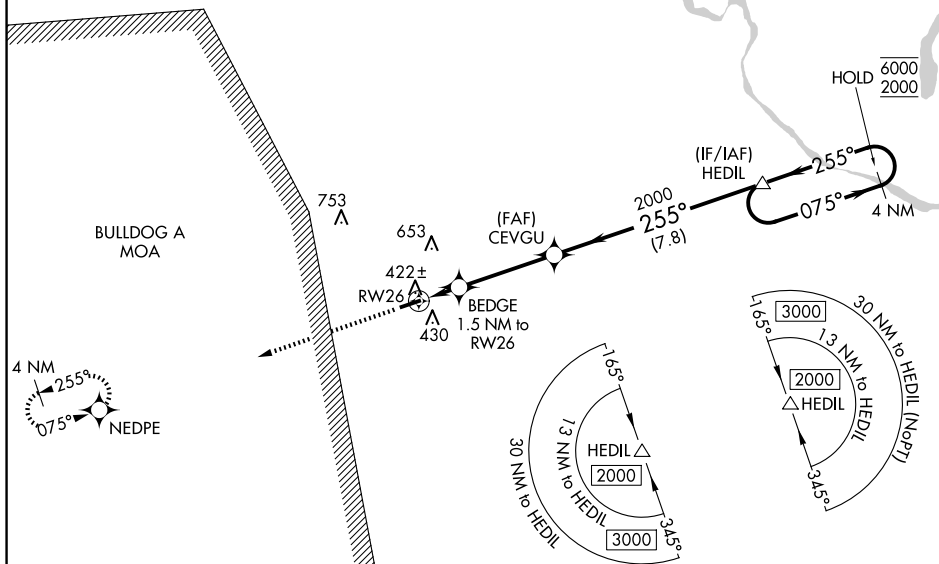 HOLD 6000
2000
(IF/IAF)
HEDIL
255°
075°
4 NM
2000
255°
(7.8)
(FAF)
CEVGU
753
653
BULLDOG A
MOA
422±
RW26
BEDGE
1.5 NM to
RW26
430
4 NM
255°
075°
NEDPE
165°
HEDIL
2000
13 NM to HEDIL
30 NM to HEDIL
3000
345°
165°
3000
30 NM to HEDIL (NoPT)
13 NM to HEDIL
2000
HEDIL
345°